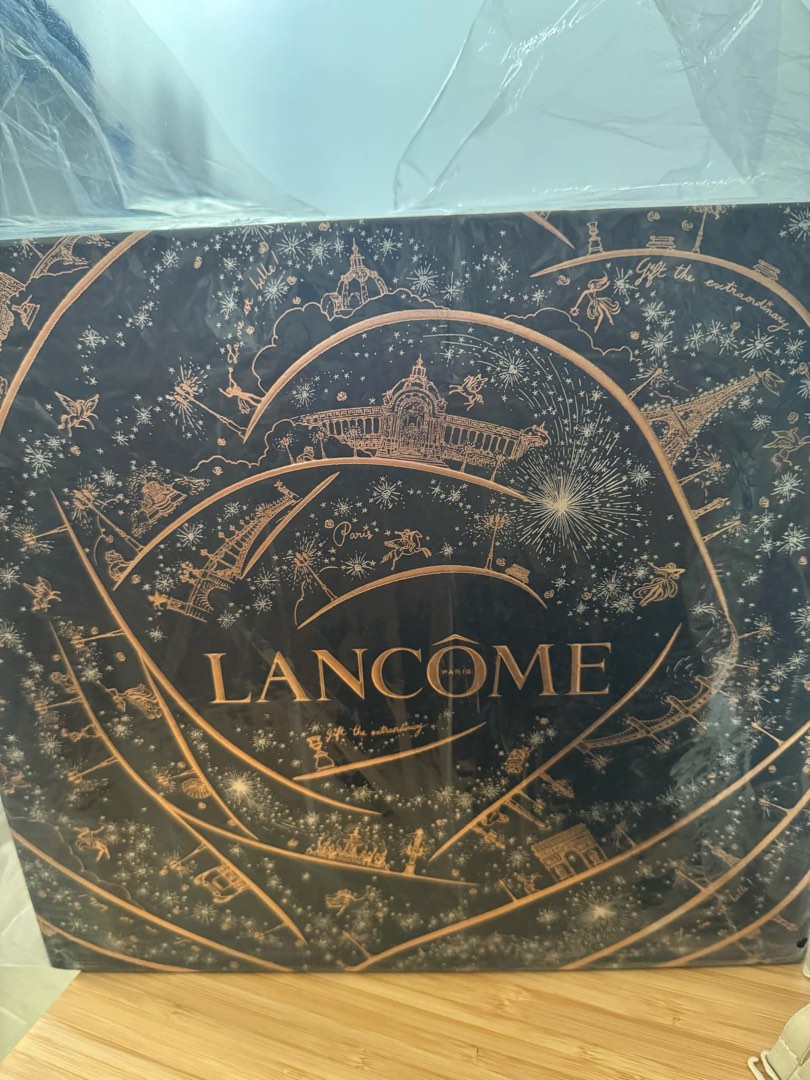 Gift the extraordinary
Paris
LANCÔME
PARIS
gift the extraordinary